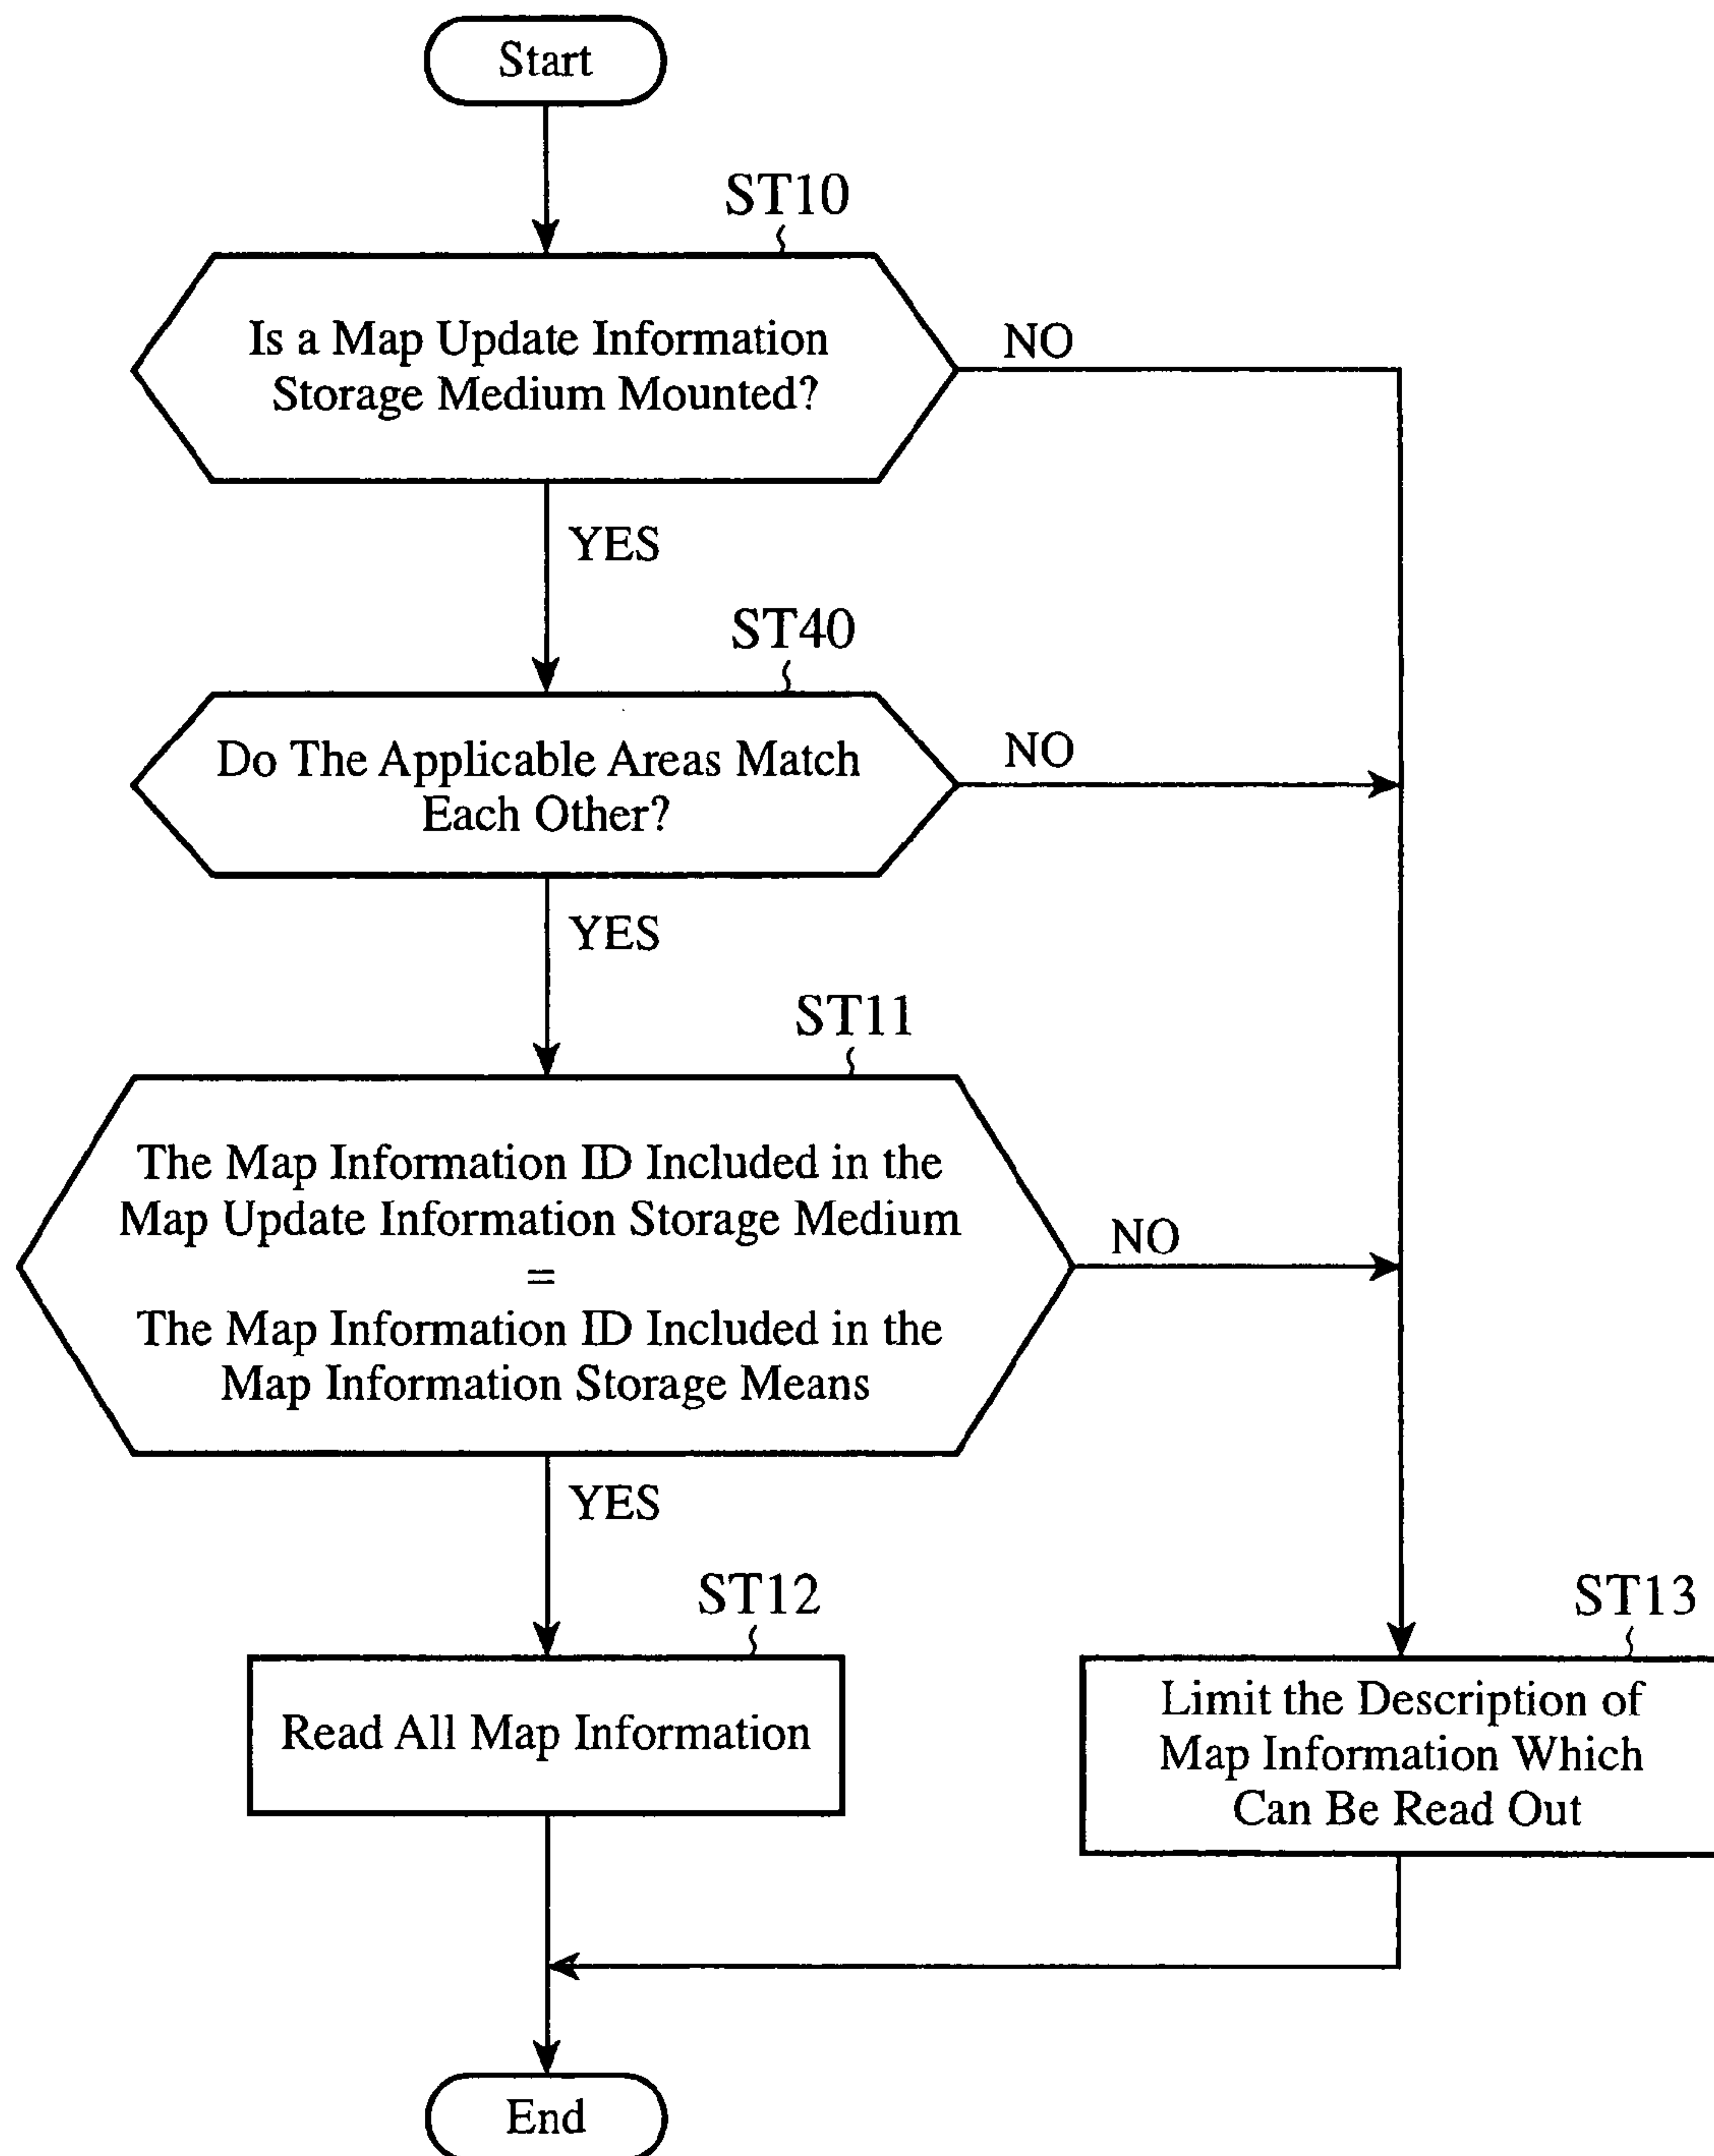 Start
ST10
Is a Map Update Information
Storage Medium Mounted?
NO
YES
ST40
Do The Applicable Areas Match
Each Other?
NO
YES
ST11
The Map Information ID Included in the
Map Update Information Storage Medium
=
The Map Information ID Included in the
Map Information Storage Means
NO
YES
ST12
Read All Map Information
ST13
Limit the Description of
Map Information Which
Can Be Read Out
End